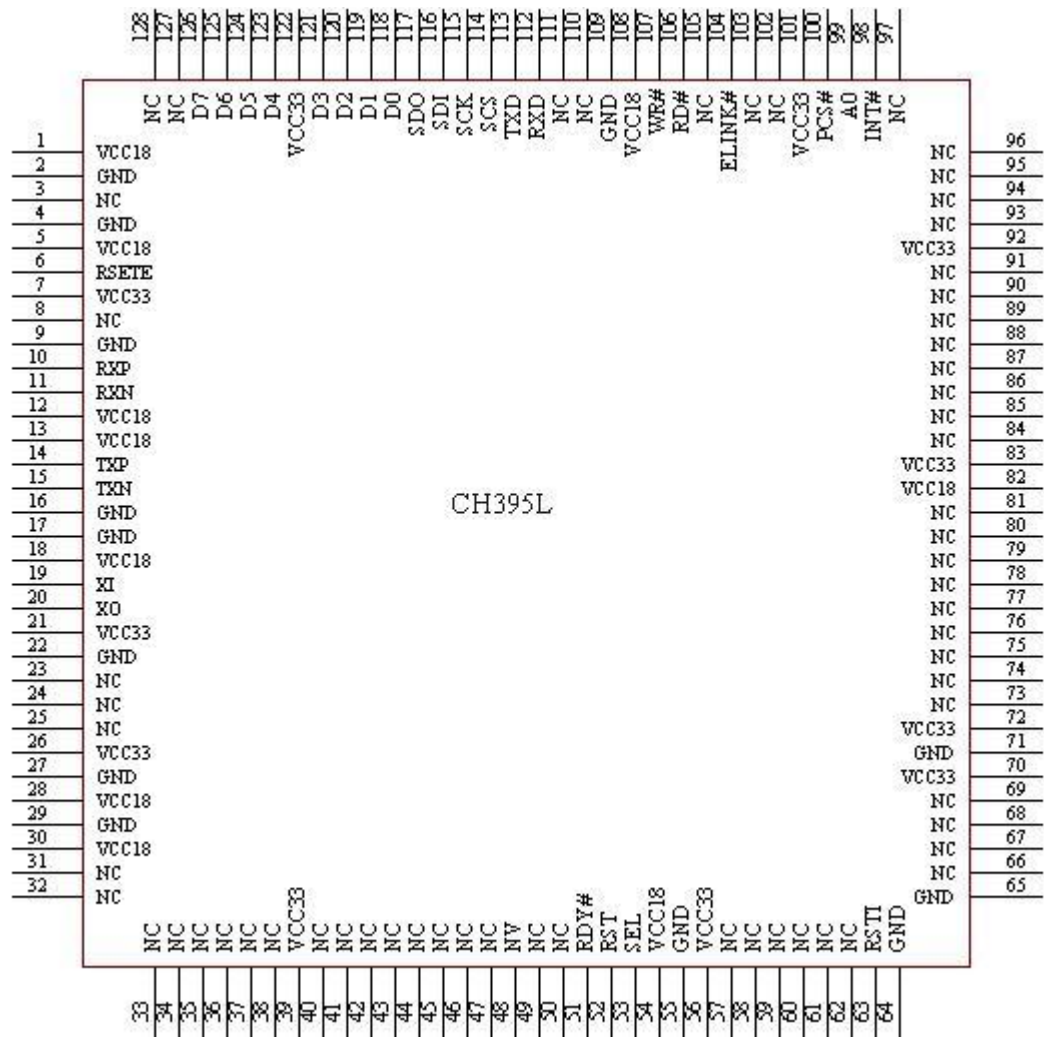 128 127 126 125 124 123 122 121 120 119 118 117 116 115 114 113 112 111 110 109 108 107 106 105 104 103 102 101 100 99 98 97
NC NC D7 D6 D5 D4 VCC33 D3 D2 D1 D0 SDO SDI SCK SCS TXD RXD NC NC GND VCC18 WR# RD# NC ELINK# NC NC VCC33 PCS# A0 INT# NC
1 VCC18
2 GND
3 NC
4 GND
5 VCC18
6 RSETE
7 VCC33
8 NC
9 GND
10 RXP
11 RXN
12 VCC18
13 VCC18
14 TXP
15 TXN
16 GND
17 GND
18 VCC18
19 XI
20 XO
21 VCC33
22 GND
23 NC
24 NC
25 NC
26 VCC33
27 GND
28 VCC18
29 GND
30 VCC18
31 NC
32 NC
CH395L
NC 96
NC 95
NC 94
NC 93
VCC33 92
NC 91
NC 90
NC 89
NC 88
NC 87
NC 86
NC 85
NC 84
VCC33 83
VCC18 82
NC 81
NC 80
NC 79
NC 78
NC 77
NC 76
NC 75
NC 74
NC 73
VCC33 72
GND 71
VCC33 70
NC 69
NC 68
NC 67
NC 66
GND 65
NC NC NC NC NC NC VCC33 NC NC NC NC NC NC NC NC NV NC NC RDY# RST SEL VCC18 GND VCC33 NC NC NC NC NC NC RSTI GND
33 34 35 36 37 38 39 40 41 42 43 44 45 46 47 48 49 50 51 52 53 54 55 56 57 58 59 60 61 62 63 64